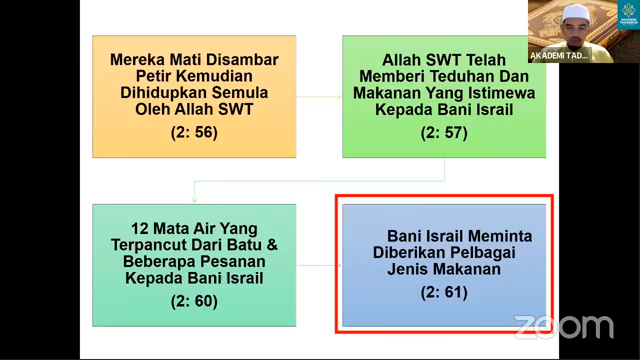 Mereka Mati Disambar
Petir Kemudian
Dihidupkan Semula
Oleh Allah SWT
(2: 56)
Allah SWT Telah
Memberi Teduhan Dan
Makanan Yang Istimewa
Kepada Bani Israil
(2: 57)
12 Mata Air Yang
Terpancut Dari Batu &
Beberapa Pesanan
Kepada Bani Israil
(2: 60)
Bani Israil Meminta
Diberikan Pelbagai
Jenis Makanan
(2: 61)
AKADEMI TAD...
zoom